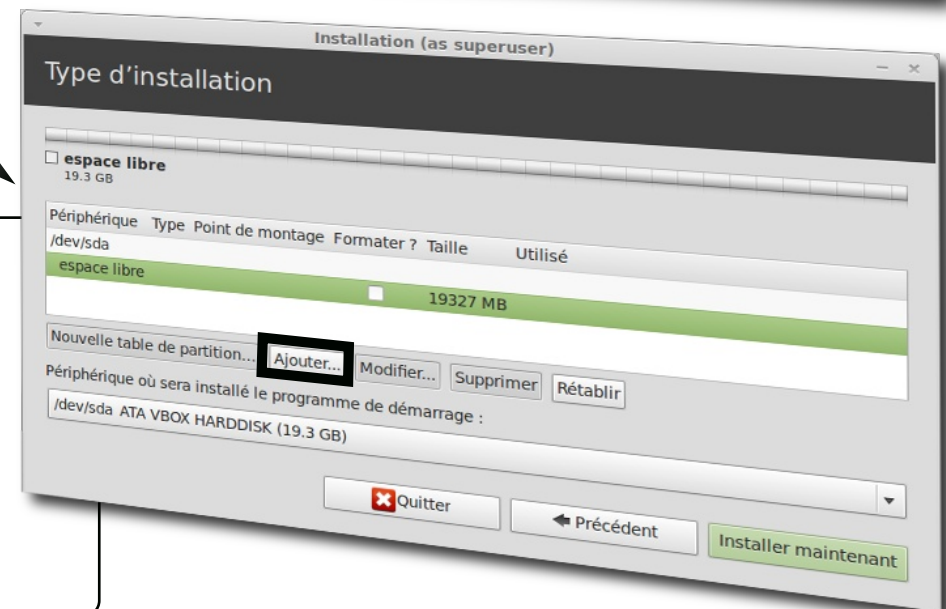 Installation (as superuser)
Type d'installation
espace libre
19.3 GB
Périphérique Type Point de montage Formater ? Taille Utilisé
/dev/sda
espace libre 19327 MB
Nouvelle table de partition... Ajouter... Modifier... Supprimer Rétablir
Périphérique où sera installé le programme de démarrage :
/dev/sda ATA VBOX HARDDISK (19.3 GB)
Quitter Précédent Installer maintenant